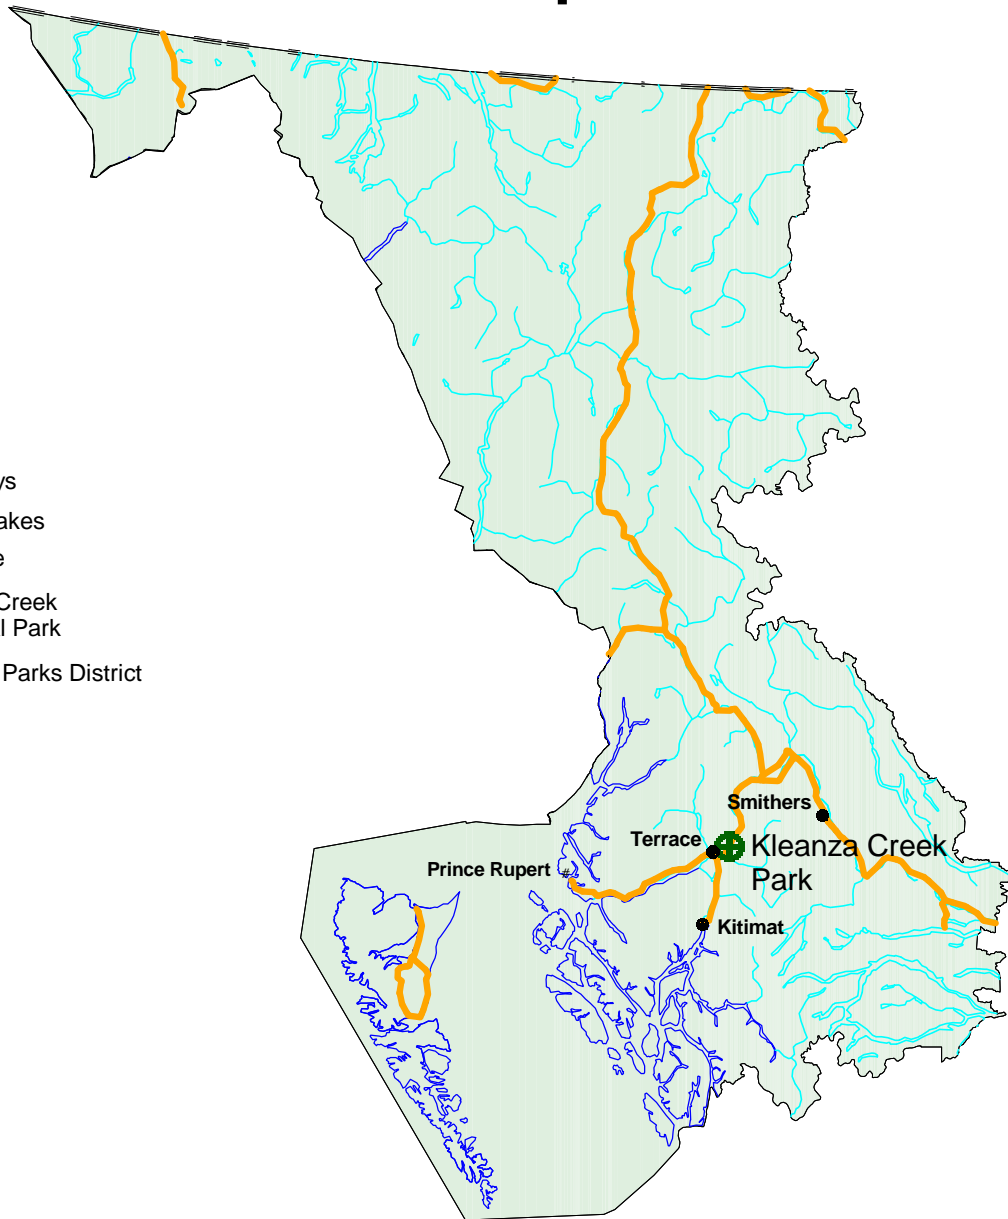 ys
akes
e
Creek
l Park
Parks District
Smithers
Terrace
Kleanza Creek
Park
Prince Rupert
#
Kitimat